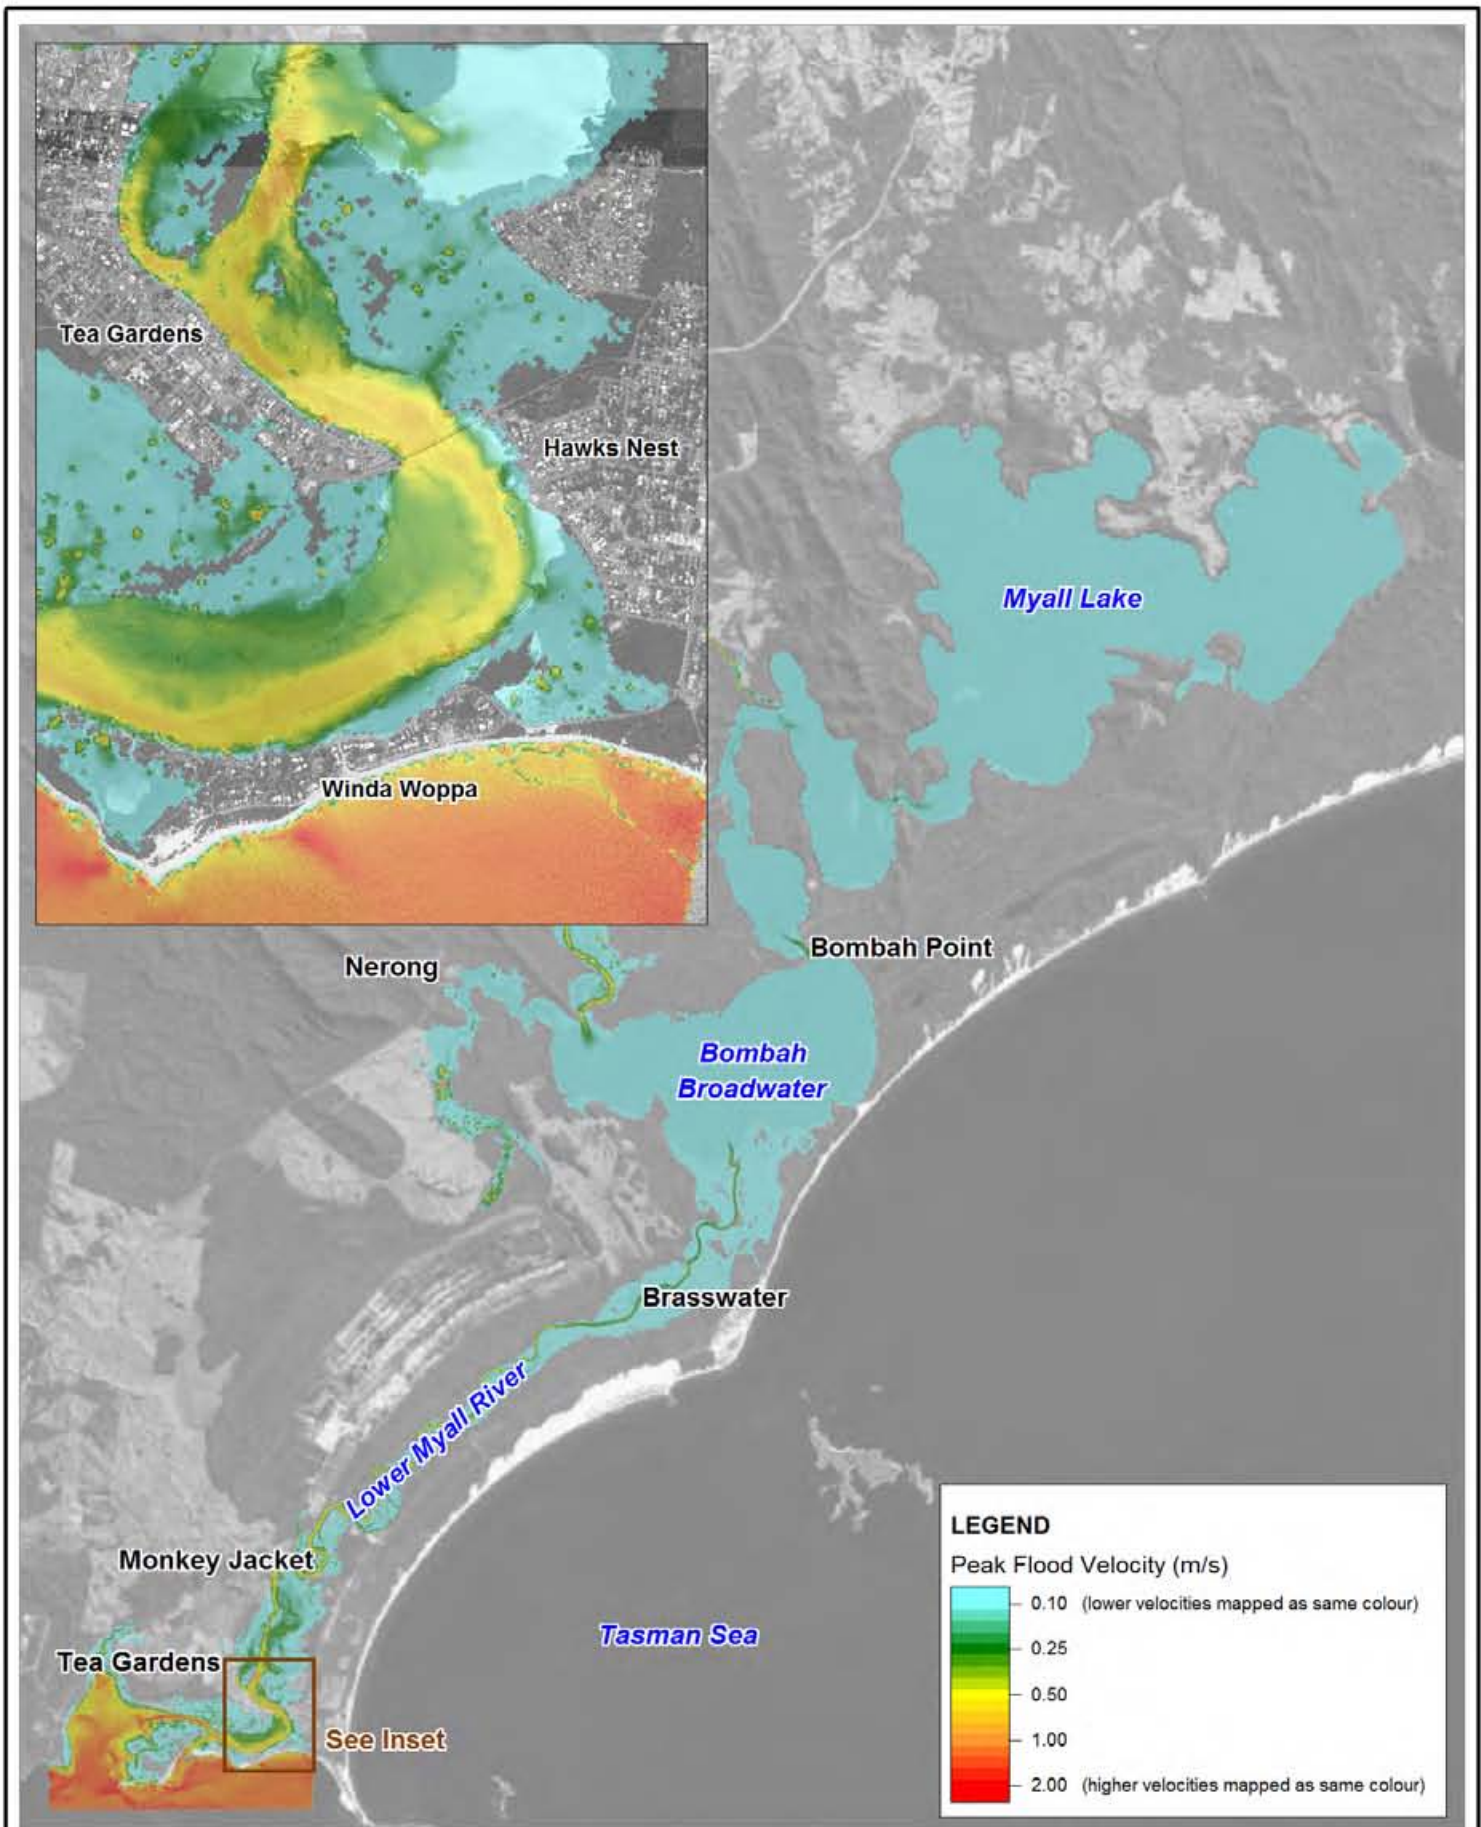 Tea Gardens
Hawks Nest
Winda Woppa
Myall Lake
Nerong
Bombah Point
Bombah
Broadwater
Brasswater
Lower Myall River
Monkey Jacket
Tea Gardens
See Inset
Tasman Sea
LEGEND
Peak Flood Velocity (m/s)
0.10 (lower velocities mapped as same colour)
0.25
0.50
1.00
2.00 (higher velocities mapped as same colour)